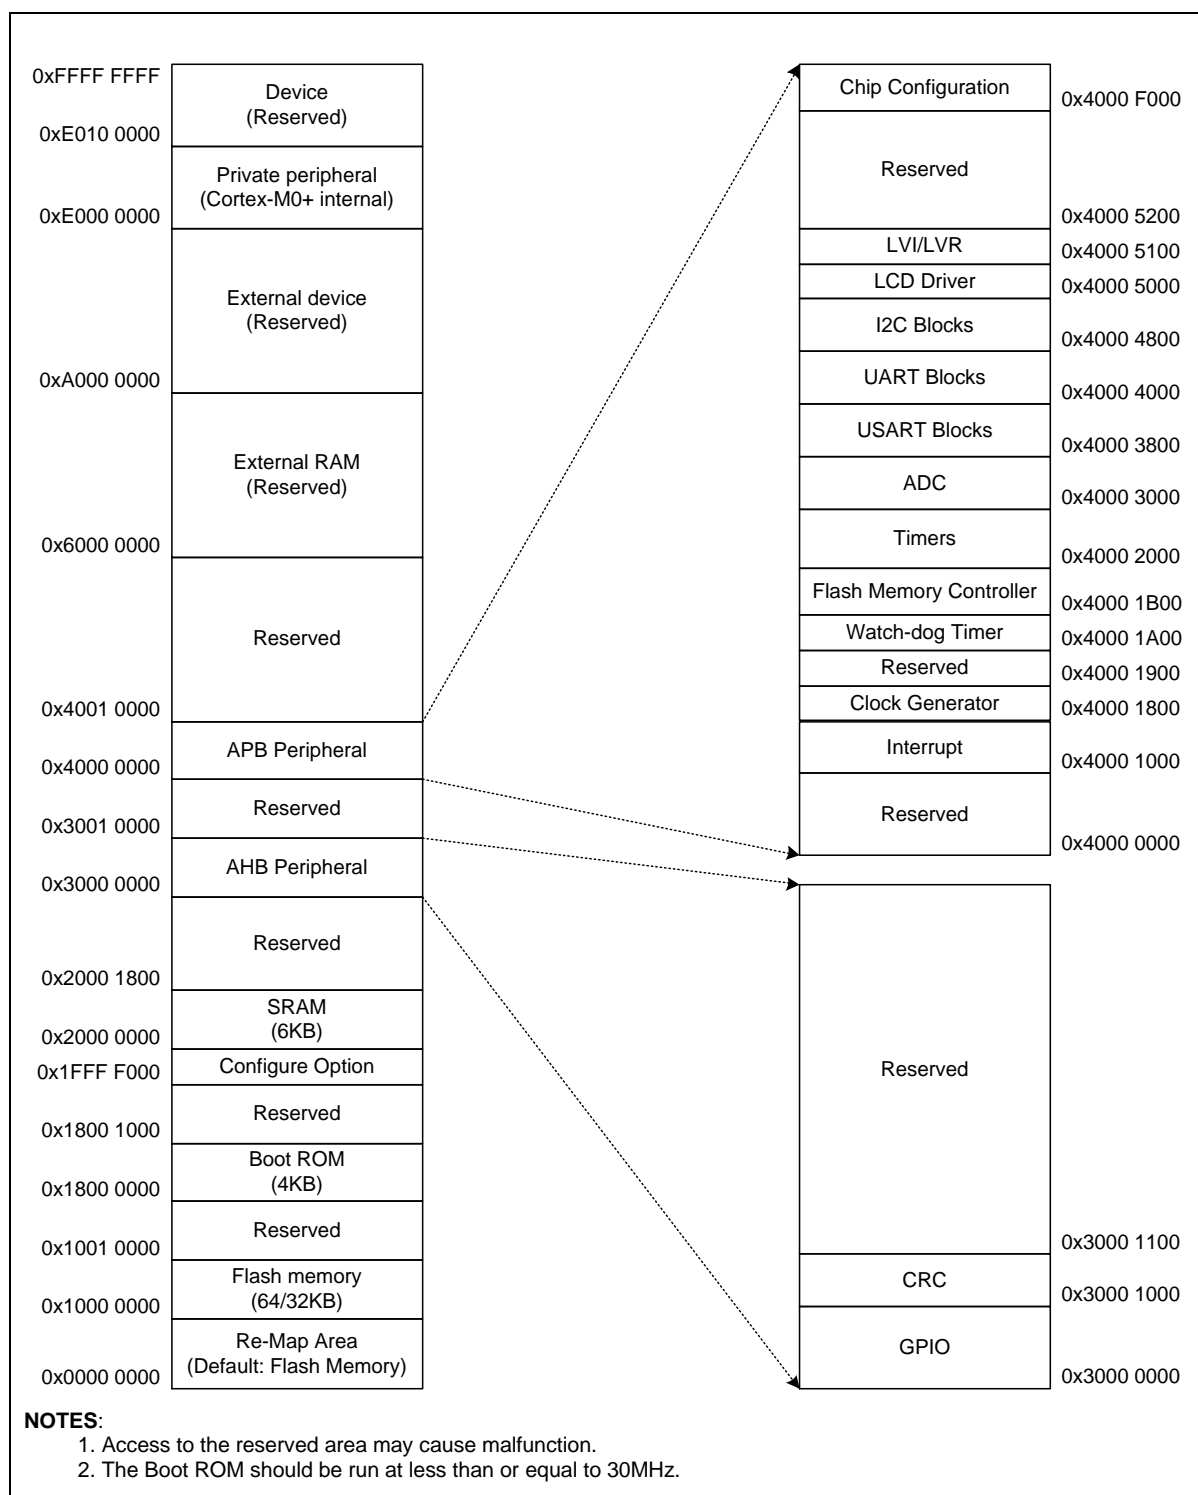 0xFFFF FFFF
Device
(Reserved)
0xE010 0000
Private peripheral
(Cortex-M0+ internal)
0xE000 0000
External device
(Reserved)
0xA000 0000
External RAM
(Reserved)
0x6000 0000
Reserved
0x4001 0000
APB Peripheral
0x4000 0000
Reserved
0x3001 0000
AHB Peripheral
0x3000 0000
Reserved
0x2000 1800
SRAM
(6KB)
0x2000 0000
Configure Option
0x1FFF F000
Reserved
0x1800 1000
Boot ROM
(4KB)
0x1800 0000
Reserved
0x1001 0000
Flash memory
(64/32KB)
0x1000 0000
Re-Map Area
(Default: Flash Memory)
0x0000 0000
Chip Configuration
0x4000 F000
Reserved
0x4000 5200
LVI/LVR
0x4000 5100
LCD Driver
0x4000 5000
I2C Blocks
0x4000 4800
UART Blocks
0x4000 4000
USART Blocks
0x4000 3800
ADC
0x4000 3000
Timers
0x4000 2000
Flash Memory Controller
0x4000 1B00
Watch-dog Timer
0x4000 1A00
Reserved
0x4000 1900
Clock Generator
0x4000 1800
Interrupt
0x4000 1000
Reserved
0x4000 0000
Reserved
0x3000 1100
CRC
0x3000 1000
GPIO
0x3000 0000
NOTES:
1. Access to the reserved area may cause malfunction.
2. The Boot ROM should be run at less than or equal to 30MHz.